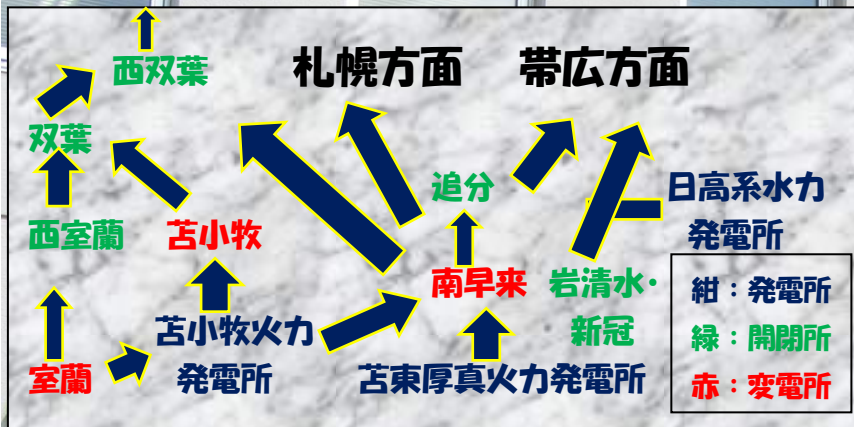 西双葉
札幌方面
帯広方面
双葉
追分
日高系水力
発電所
西室蘭
苫小牧
南早来
岩清水・
新冠
室蘭
苫小牧火力
発電所
苫東厚真火力発電所
紺：発電所
緑：開閉所
赤：変電所